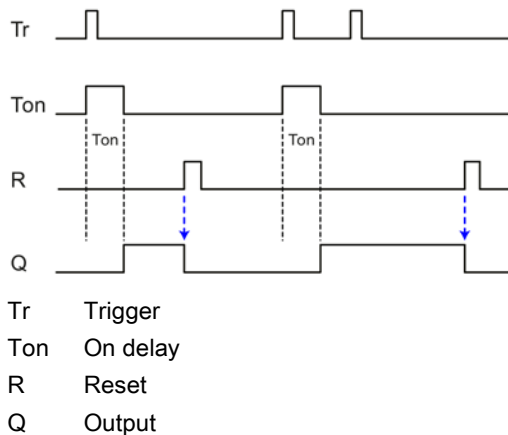 Tr
Ton
Ton Ton
R
Q
Tr Trigger
Ton On delay
R Reset
Q Output